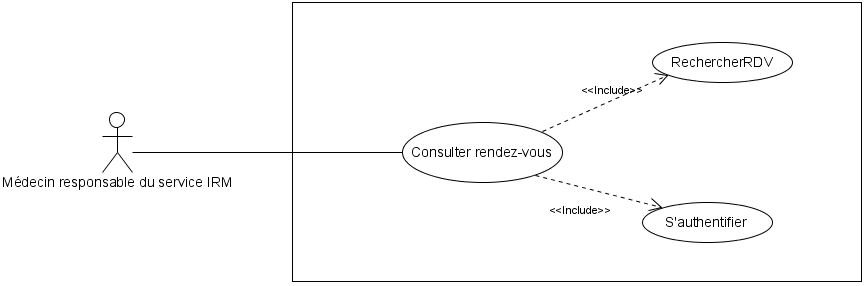 RechercherRDV
<<Include>>
Consulter rendez-vous
Médecin responsable du service IRM
<<Include>>
S'authentifier